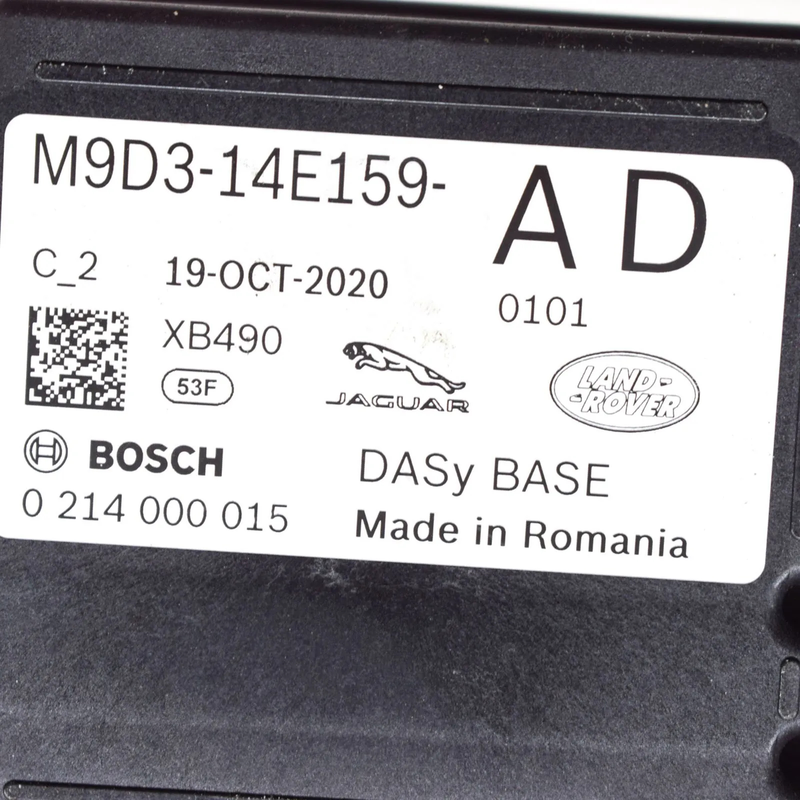 M9D3-14E159- AD
C_2 19-OCT-2020 0101
XB490
53F
JAGUAR
LAND-
-ROVER
BOSCH DASy BASE
0 214 000 015 Made in Romania